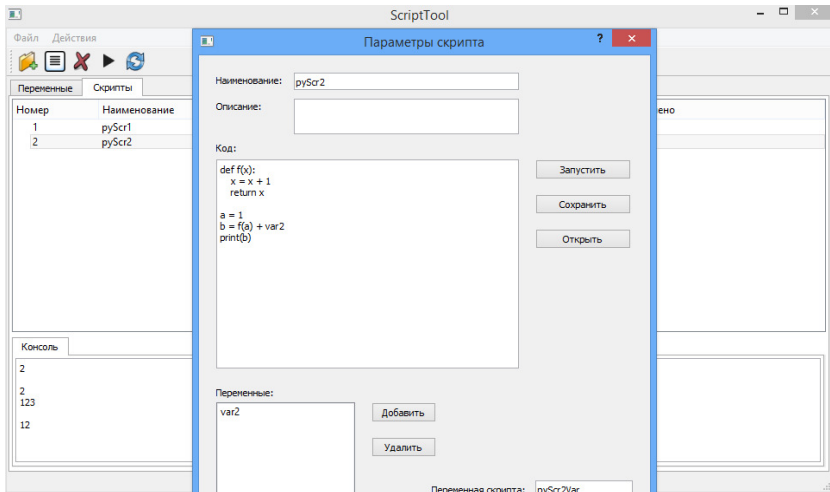 ScriptTool
Файл Действия
Параметры скрипта ?
Переменные Скрипты
Номер Наименование
1 pyScr1
2 pyScr2
Наименование: pyScr2
Описание:
Код:
def f(x):
x = x + 1
return x
a = 1
b = f(a) + var2
print(b)
Запустить
Сохранить
Открыть
Консоль
2
2
123
12
Переменные:
var2
Добавить
Удалить
Переменная скрипта: pyScr2Var